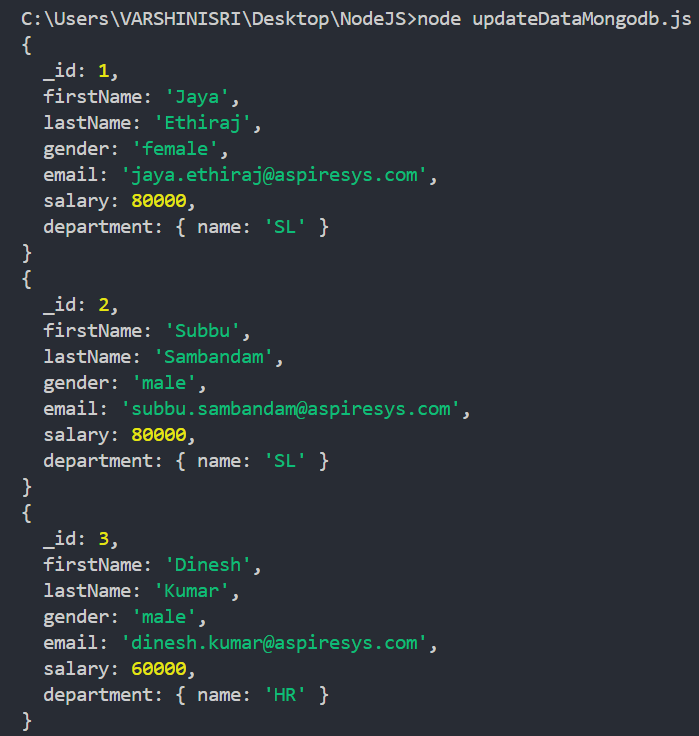 C:\Users\VARSHINISRI\Desktop\NodeJS>node updateDataMongodb.js
{
  _id: 1,
  firstName: 'Jaya',
  lastName: 'Ethiraj',
  gender: 'female',
  email: 'jaya.ethiraj@aspiresys.com',
  salary: 80000,
  department: { name: 'SL' }
}
{
  _id: 2,
  firstName: 'Subbu',
  lastName: 'Sambandam',
  gender: 'male',
  email: 'subbu.sambandam@aspiresys.com',
  salary: 80000,
  department: { name: 'SL' }
}
{
  _id: 3,
  firstName: 'Dinesh',
  lastName: 'Kumar',
  gender: 'male',
  email: 'dinesh.kumar@aspiresys.com',
  salary: 60000,
  department: { name: 'HR' }
}